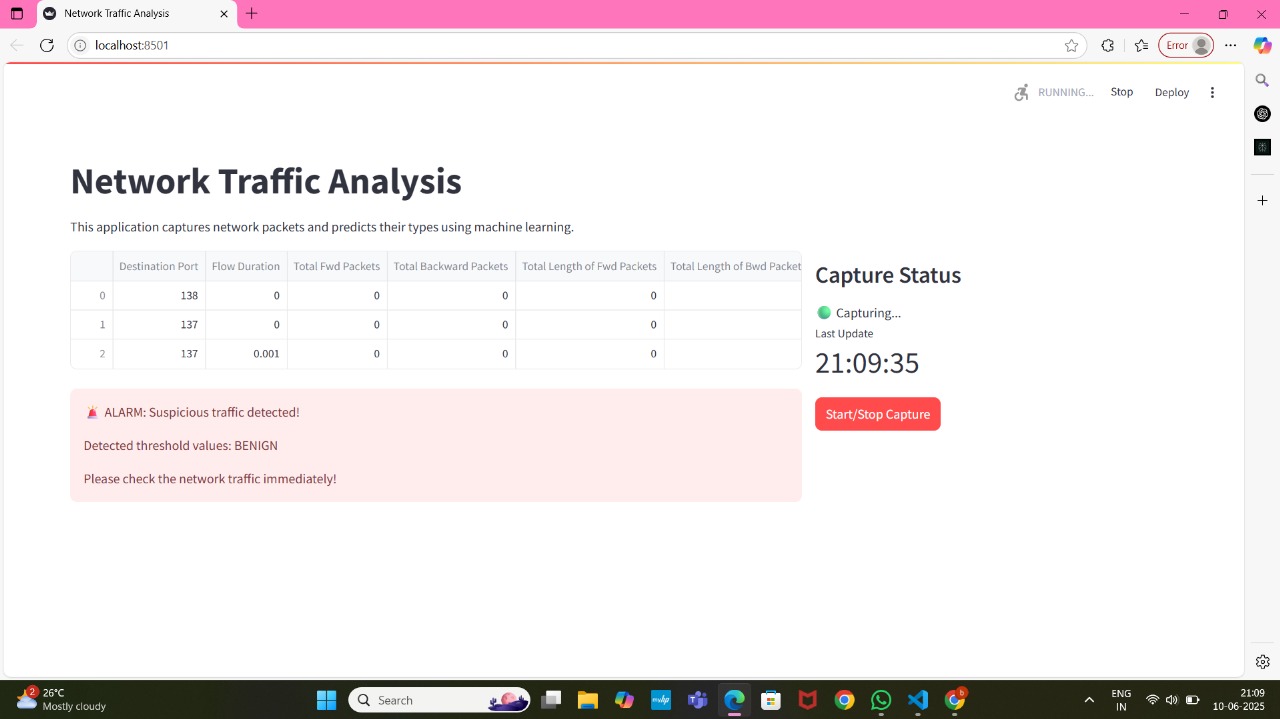 Network Traffic Analysis
localhost:8501
Error
RUNNING...
Stop
Deploy
Network Traffic Analysis
This application captures network packets and predicts their types using machine learning.
Destination Port Flow Duration Total Fwd Packets Total Backward Packets Total Length of Fwd Packets Total Length of Bwd Packet
0 138 0 0 0 0
1 137 0 0 0 0
2 137 0.001 0 0 0
Capture Status
Capturing...
Last Update
21:09:35
Start/Stop Capture
ALARM: Suspicious traffic detected!
Detected threshold values: BENIGN
Please check the network traffic immediately!
2
26°C
Mostly cloudy
Search
myhp
b
ENG
IN
21:09
10-06-2025